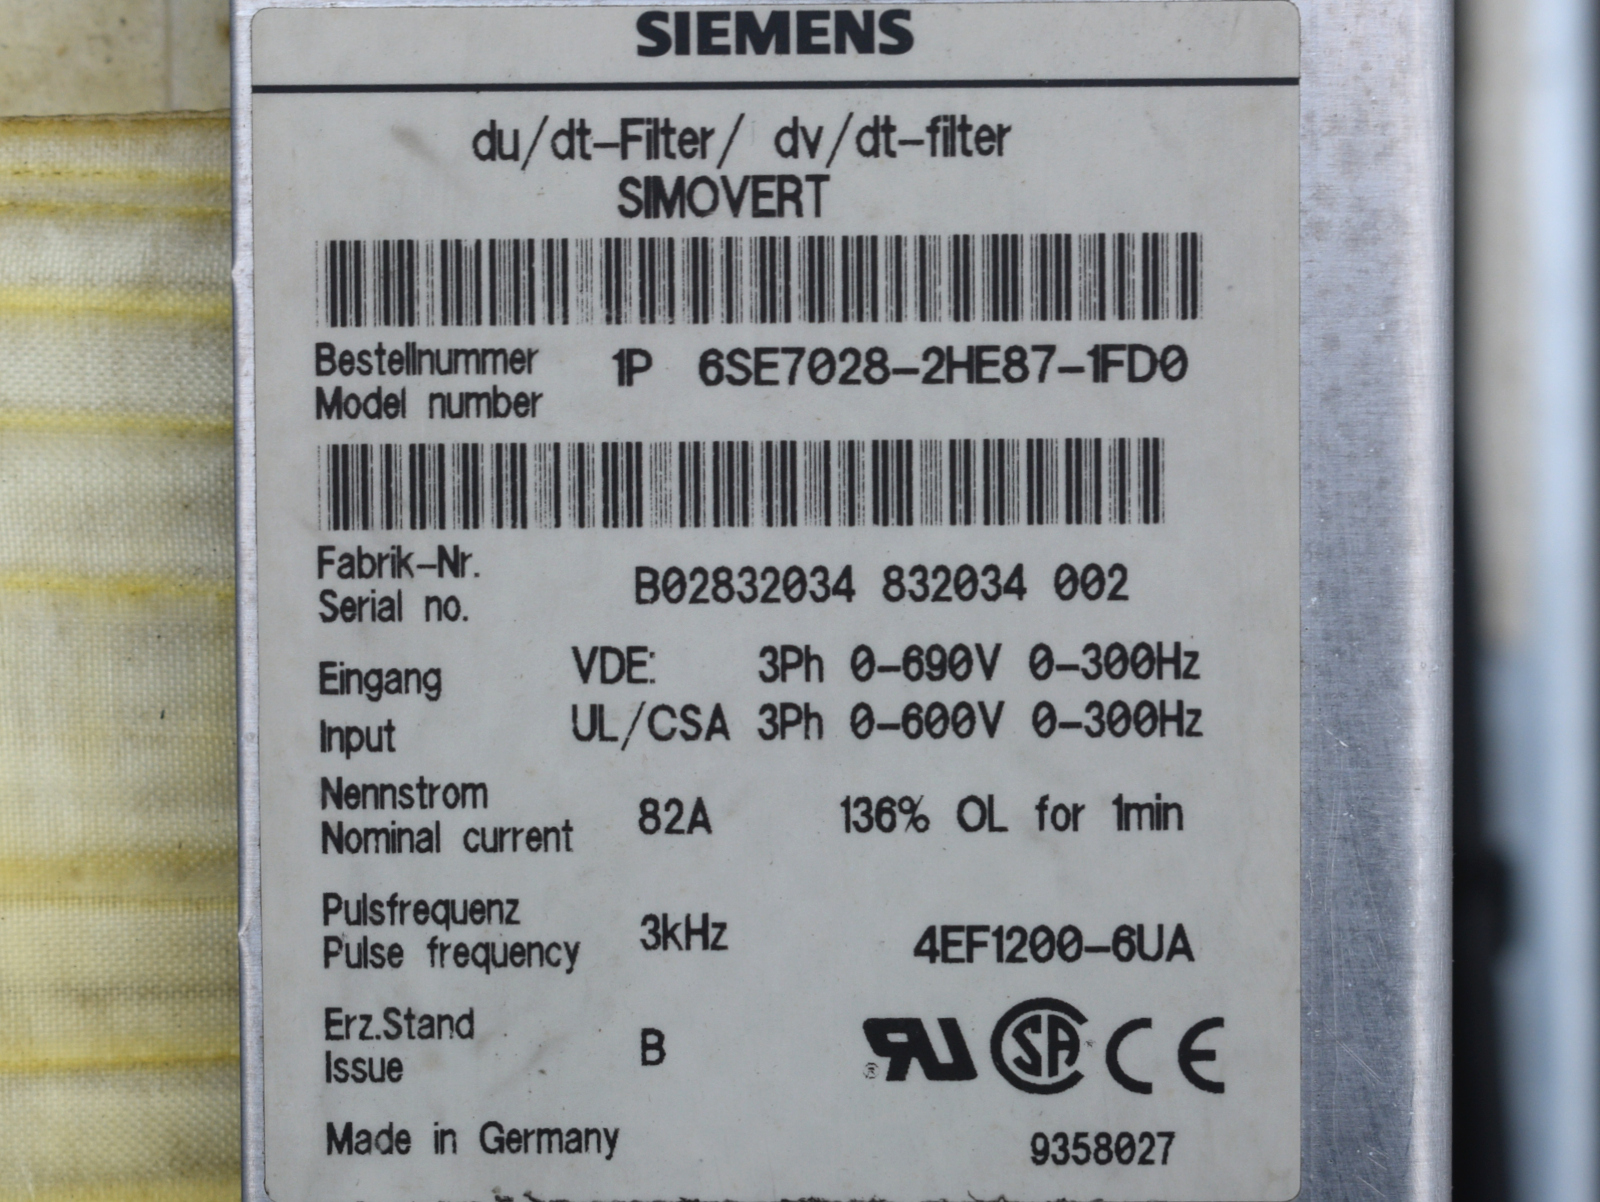 SIEMENS
du/dt-Filter/ dv/dt-filter
SIMOVERT
Bestellnummer
Model number
1P 6SE7028-2HE87-1FD0
Fabrik-Nr.
Serial no.
B02832034 832034 002
Eingang VDE: 3Ph 0-690V 0-300Hz
Input UL/CSA 3Ph 0-600V 0-300Hz
Nennstrom
Nominal current
82A 136% OL for 1min
Pulsfrequenz
Pulse frequency
3kHz 4EF1200-6UA
Erz.Stand
Issue
B
RU ® SA CE
Made in Germany 9358027